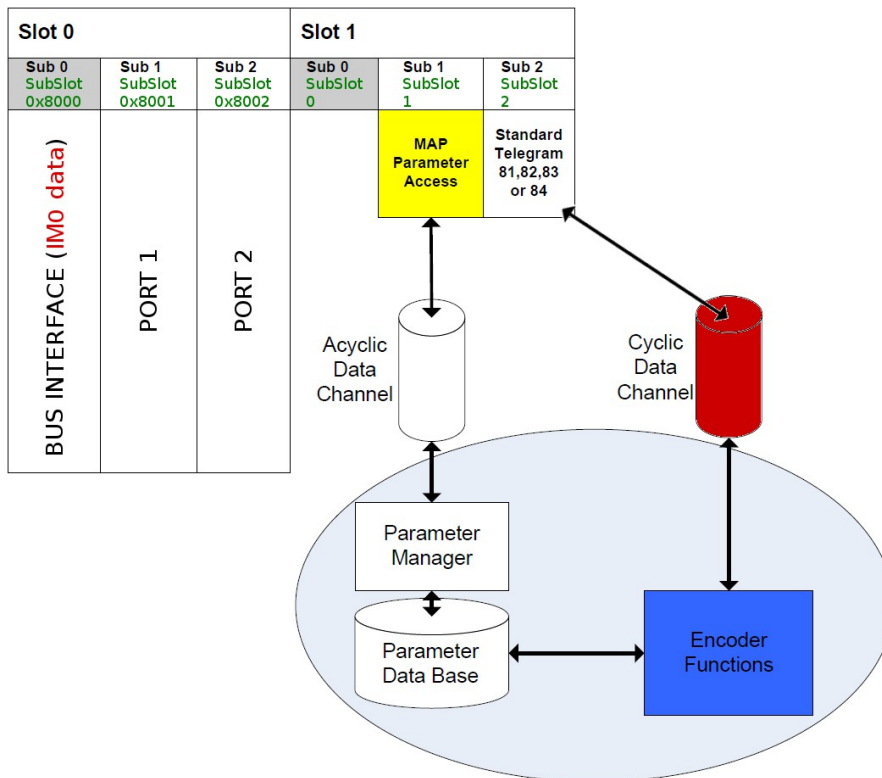 Slot 0
Slot 1
Sub 0
SubSlot
0x8000
Sub 1
SubSlot
0x8001
Sub 2
SubSlot
0x8002
Sub 0
SubSlot
0
Sub 1
SubSlot
1
Sub 2
SubSlot
2
BUS INTERFACE (IM0 data)
PORT 1
PORT 2
MAP
Parameter
Access
Standard
Telegram
81,82,83
or 84
Acyclic
Data
Channel
Cyclic
Data
Channel
Parameter
Manager
Parameter
Data Base
Encoder
Functions